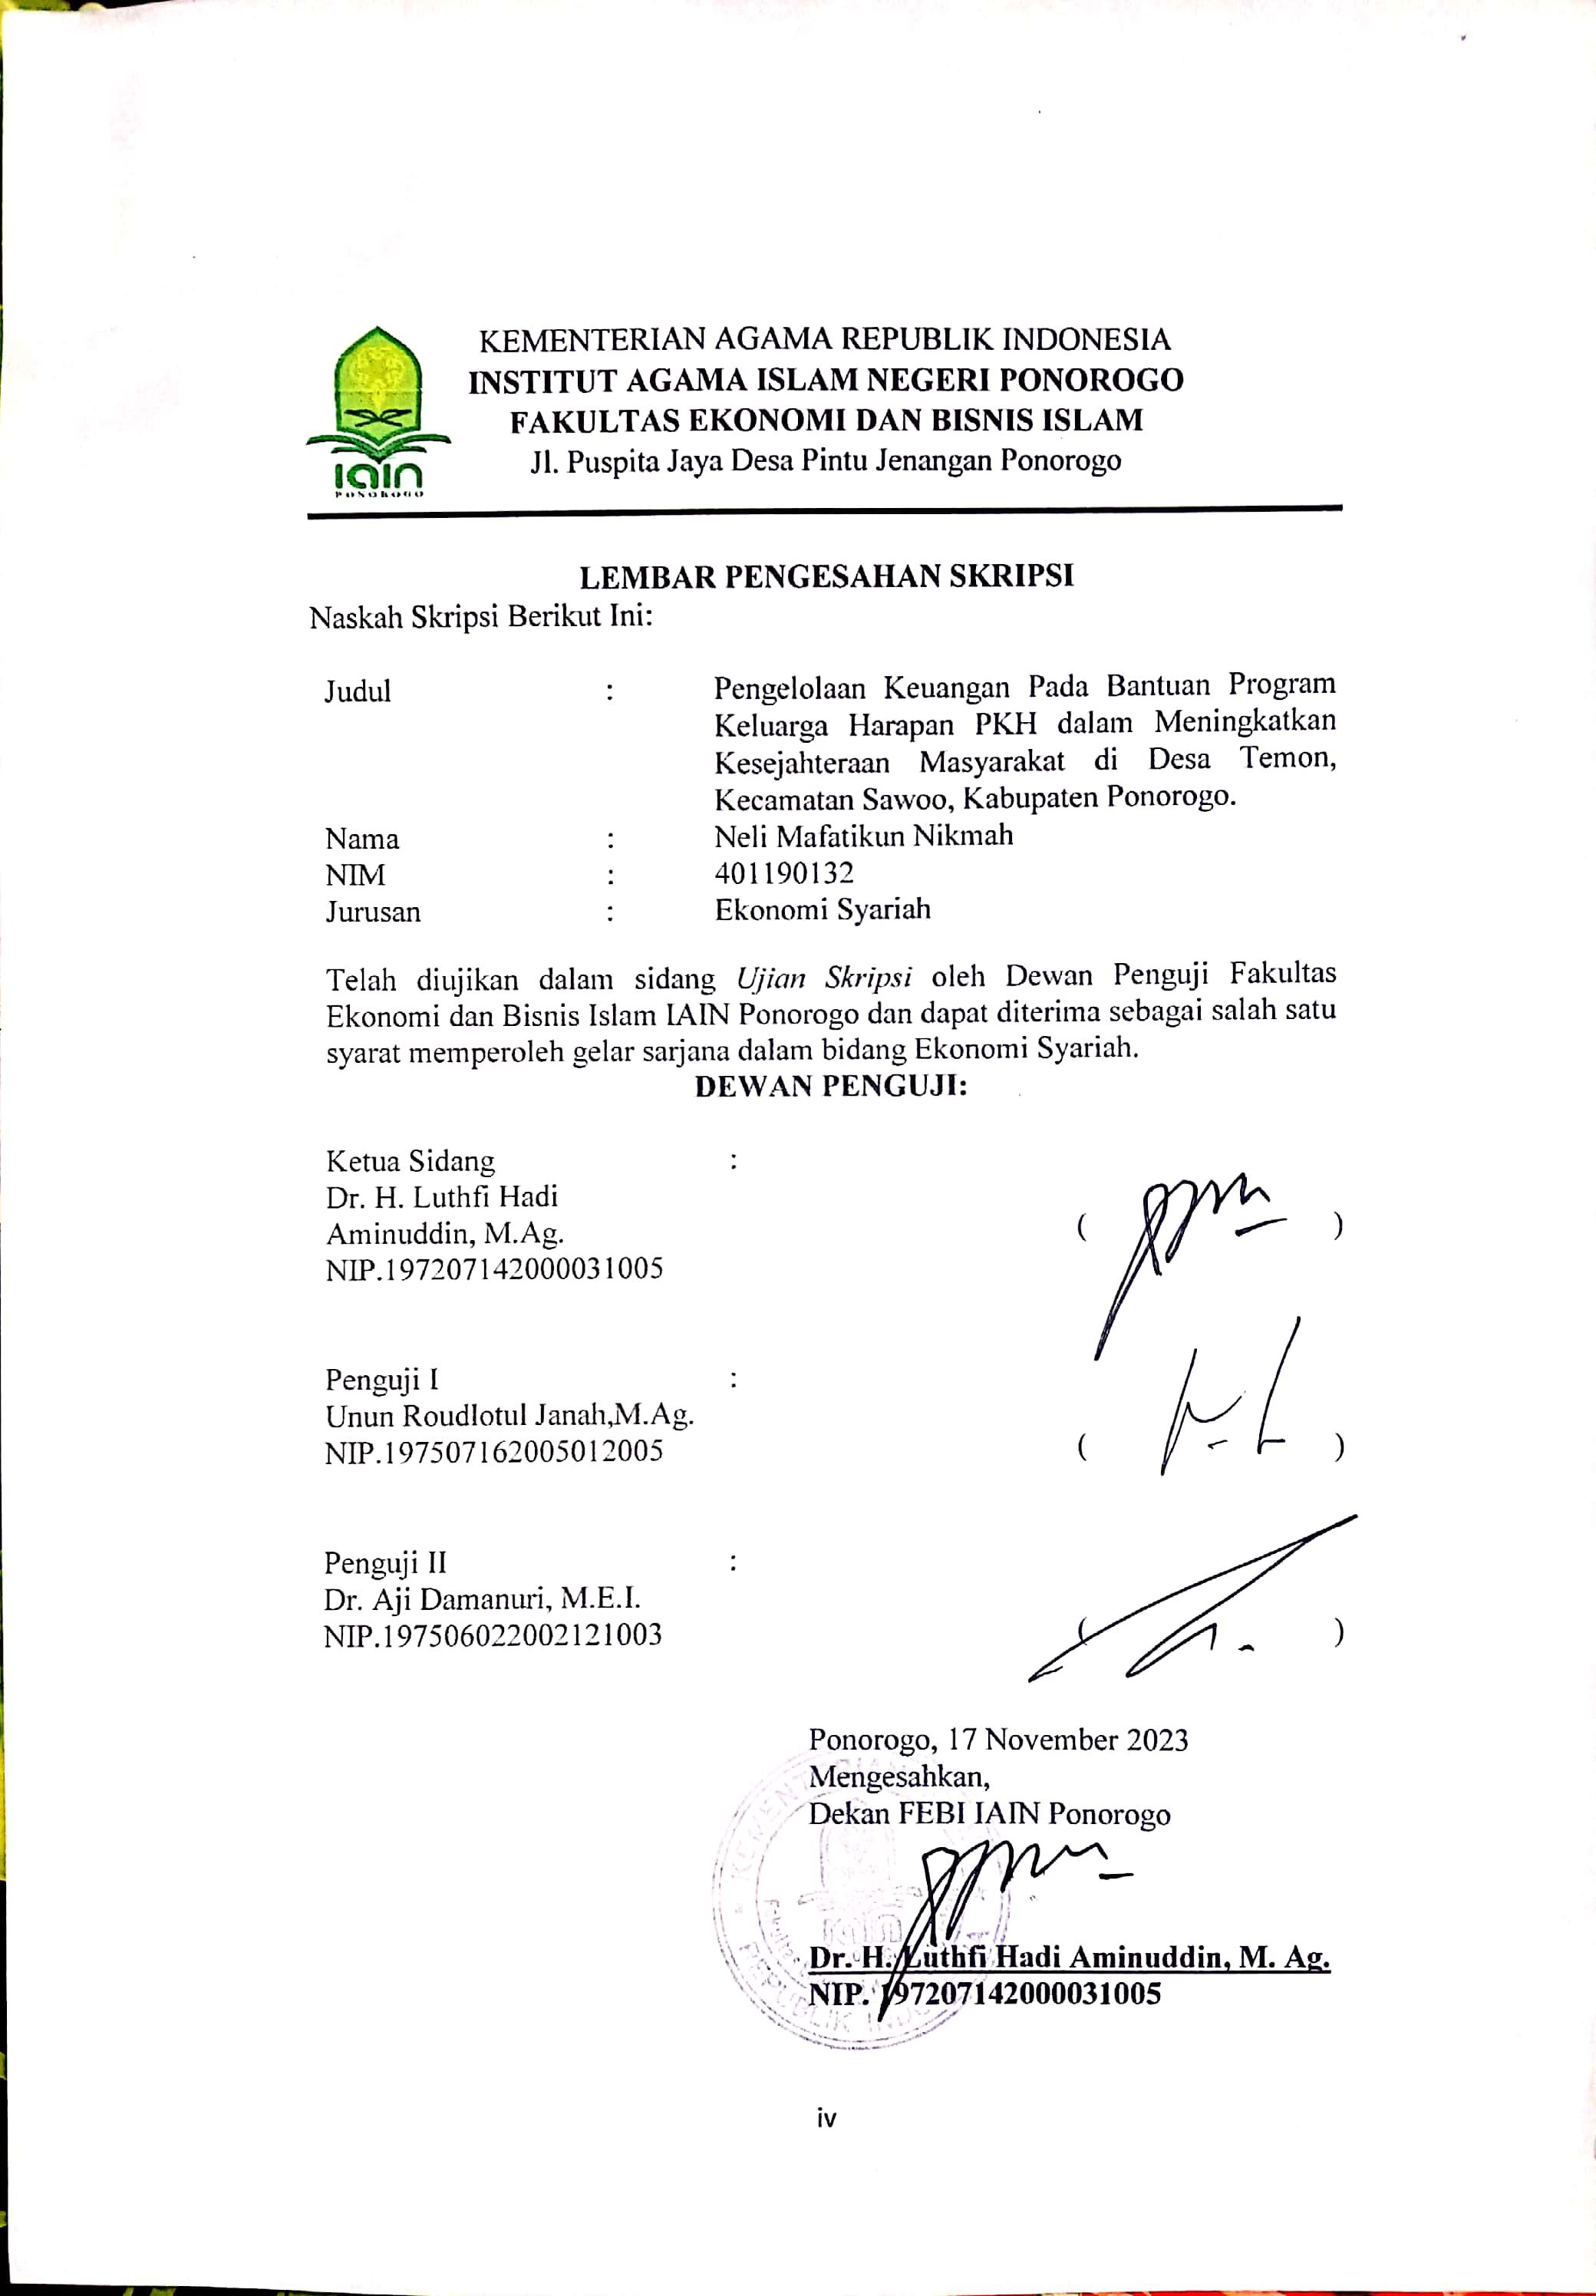 KEMENTERIAN AGAMA REPUBLIK INDONESIA
INSTITUT AGAMA ISLAM NEGERI PONOROGO
FAKULTAS EKONOMI DAN BISNIS ISLAM
Jl. Puspita Jaya Desa Pintu Jenangan Ponorogo
IAIN
PONOROGO
LEMBAR PENGESAHAN SKRIPSI
Naskah Skripsi Berikut Ini:
Judul : Pengelolaan Keuangan Pada Bantuan Program
Keluarga Harapan PKH dalam Meningkatkan
Kesejahteraan Masyarakat di Desa Temon,
Kecamatan Sawoo, Kabupaten Ponorogo.
Nama : Neli Mafatikun Nikmah
NIM : 401190132
Jurusan : Ekonomi Syariah
Telah diujikan dalam sidang Ujian Skripsi oleh Dewan Penguji Fakultas
Ekonomi dan Bisnis Islam IAIN Ponorogo dan dapat diterima sebagai salah satu
syarat memperoleh gelar sarjana dalam bidang Ekonomi Syariah.
DEWAN PENGUJI:
Ketua Sidang :
Dr. H. Luthfi Hadi
Aminuddin, M.Ag. ( )
NIP.197207142000031005
Penguji I :
Unun Roudlotul Janah,M.Ag.
NIP.197507162005012005 ( )
Penguji II :
Dr. Aji Damanuri, M.E.I.
NIP.197506022002121003 ( )
Ponorogo, 17 November 2023
Mengesahkan,
Dekan FEBI IAIN Ponorogo
Dr. H. Luthfi Hadi Aminuddin, M. Ag.
NIP. 197207142000031005
iv